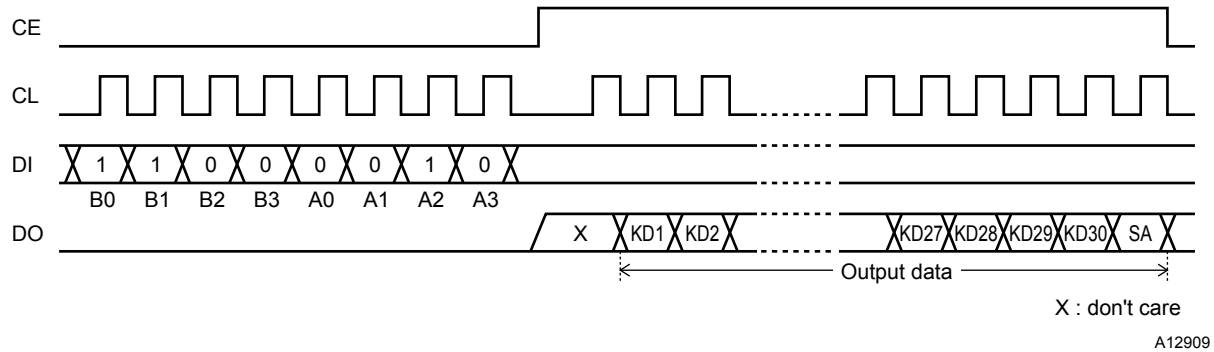 CE
CL
DI 1 1 0 0 0 0 1 0
B0 B1 B2 B3 A0 A1 A2 A3
DO X KD1 KD2 KD27 KD28 KD29 KD30 SA
Output data
X : don't care
A12909